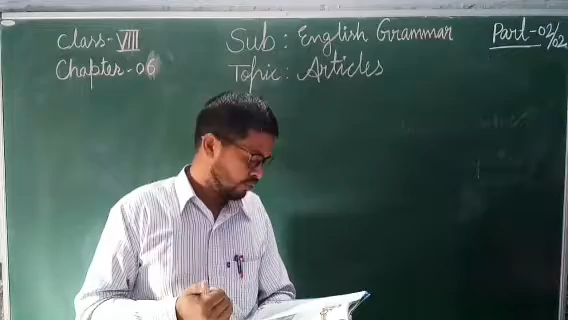 Class-VIII Sub: English Grammar Part-02/02
Chapter-06 Topic: Articles